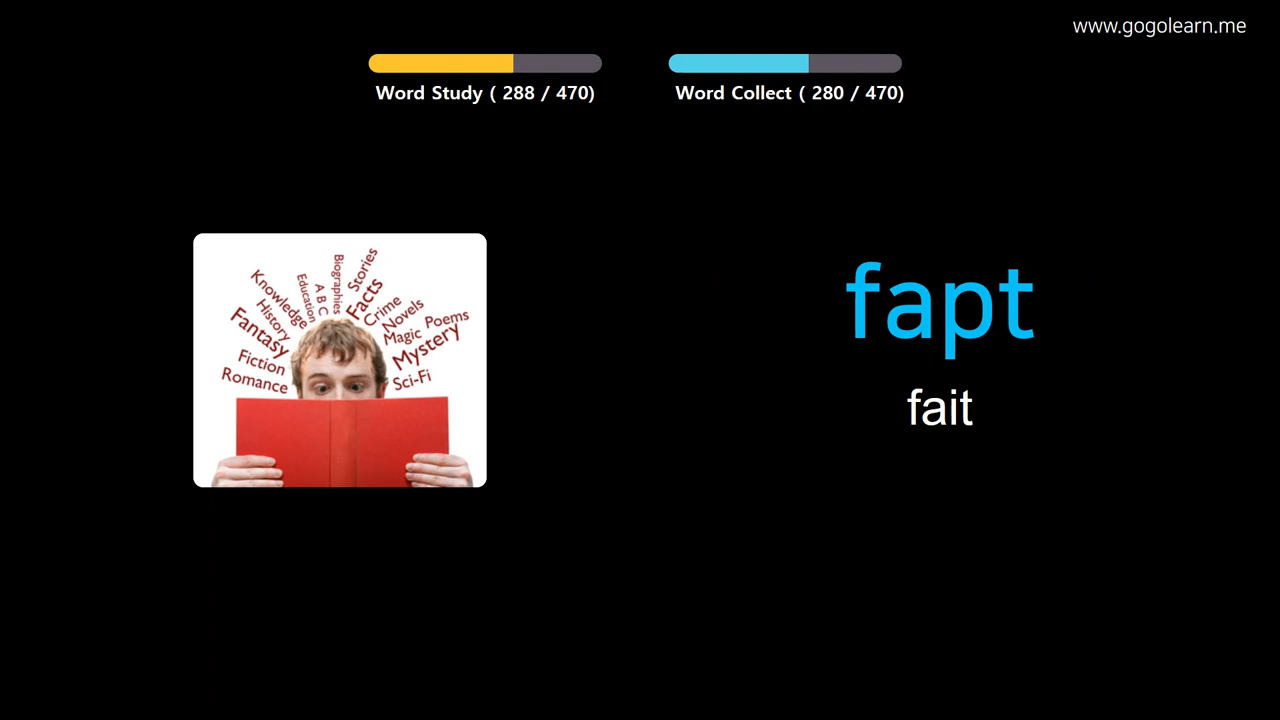 www.gogolearn.me
Word Study ( 288 / 470)
Word Collect ( 280 / 470)
Knowledge
History
Fantasy
Fiction
Romance
Education
A B C
Biographies
Stories
Facts
Crime
Novels
Magic
Poems
Mystery
Sci-Fi
fapt
fait